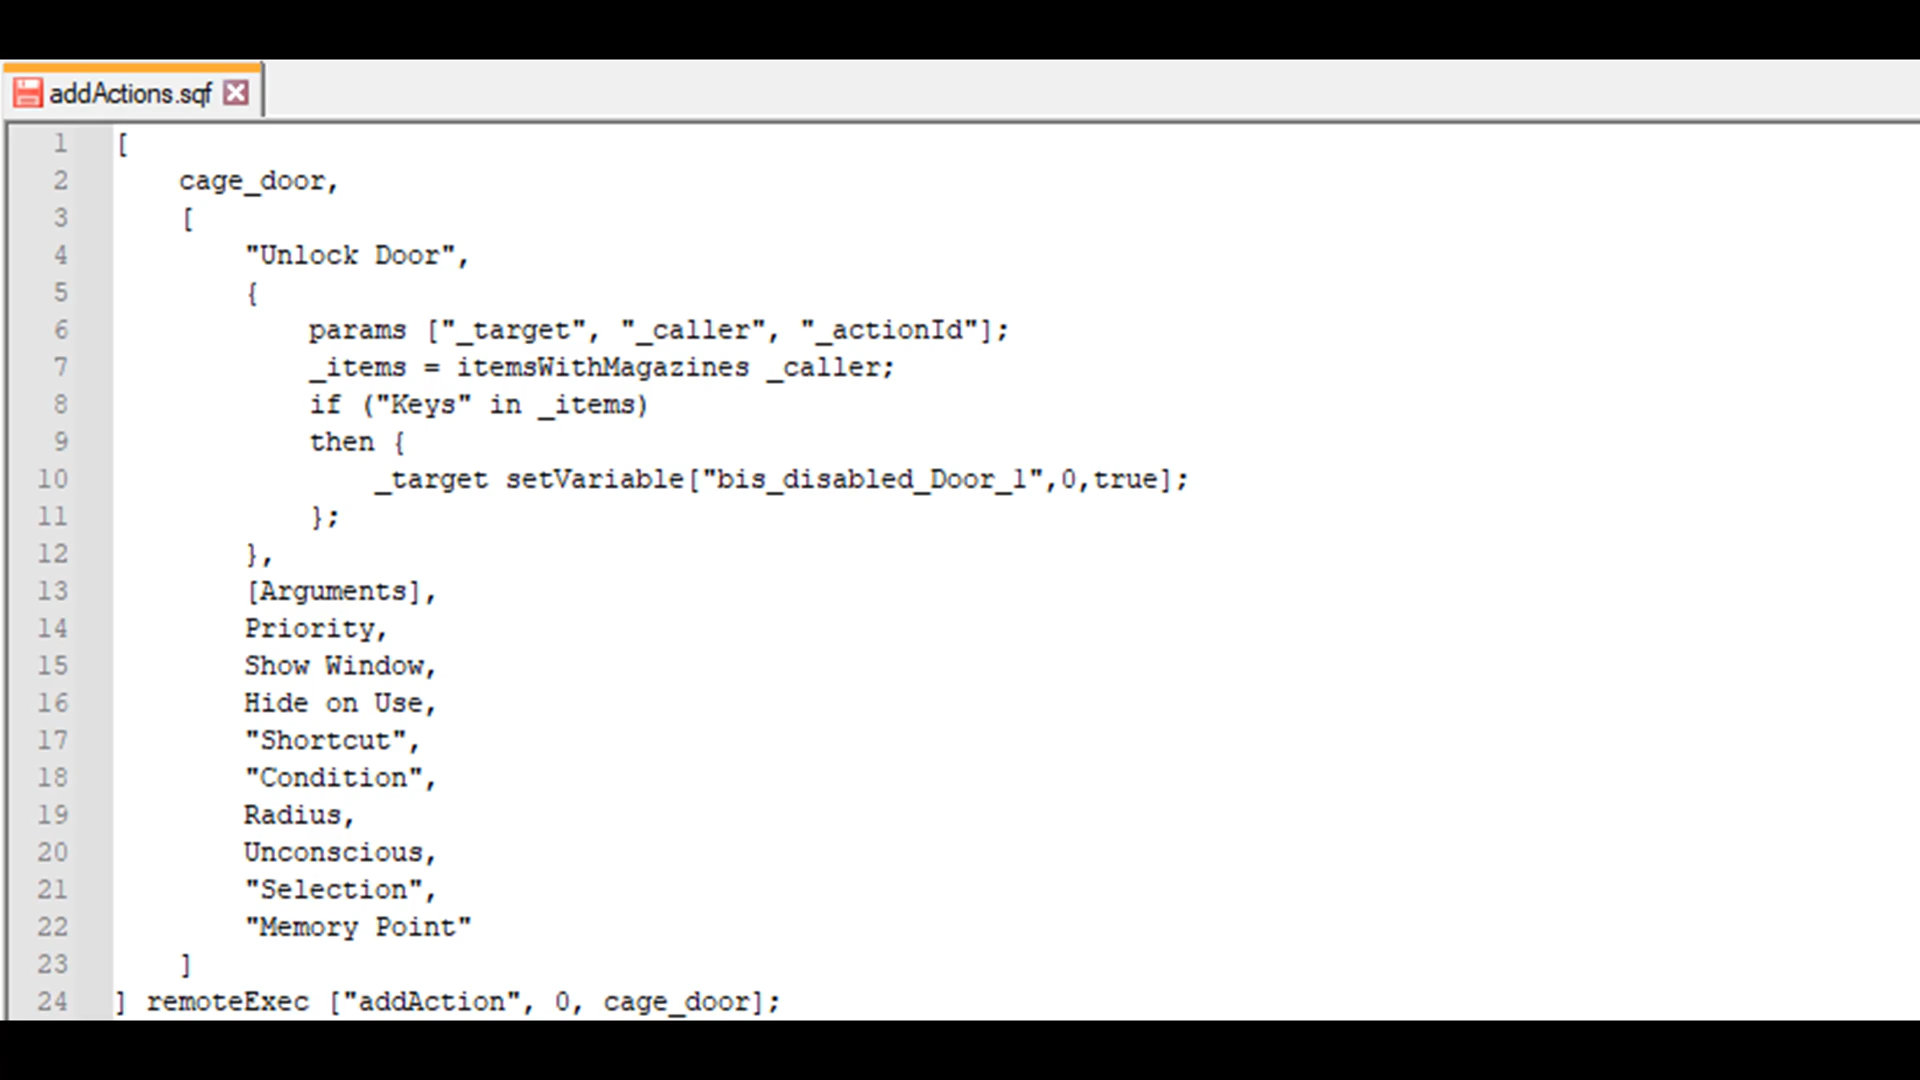 addActions.sqf
1 [
2 cage_door,
3 [
4 "Unlock Door",
5 {
6 params ["_target", "_caller", "_actionId"];
7 _items = itemsWithMagazines _caller;
8 if ("Keys" in _items)
9 then {
10 _target setVariable["bis_disabled_Door_1",0,true];
11 };
12 },
13 [Arguments],
14 Priority,
15 Show Window,
16 Hide on Use,
17 "Shortcut",
18 "Condition",
19 Radius,
20 Unconscious,
21 "Selection",
22 "Memory Point"
23 ]
24 ] remoteExec ["addAction", 0, cage_door];